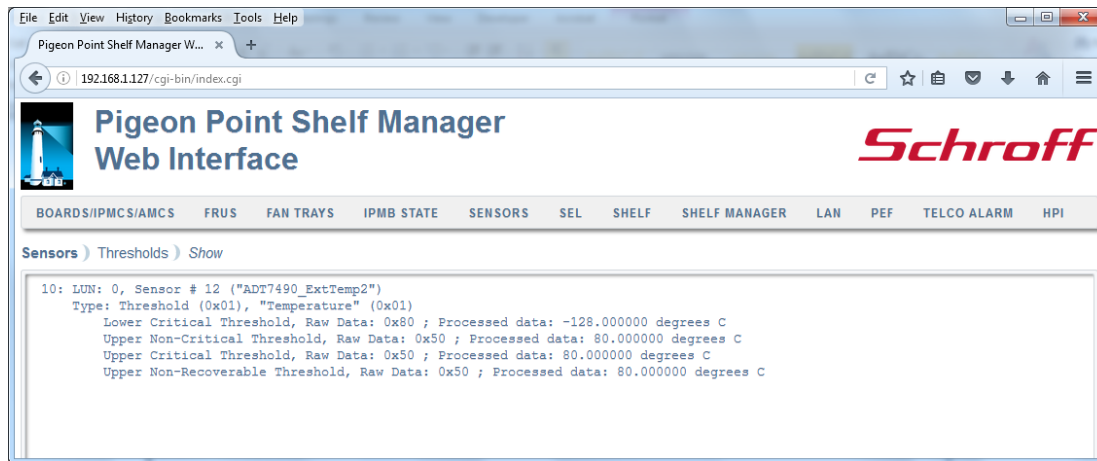 File Edit View History Bookmarks Tools Help
Pigeon Point Shelf Manager W... × +
192.168.1.127/cgi-bin/index.cgi
Pigeon Point Shelf Manager
Web Interface
Schroff
BOARDS/IPMCS/AMCS FRUS FAN TRAYS IPMB STATE SENSORS SEL SHELF SHELF MANAGER LAN PEF TELCO ALARM HPI
Sensors ) Thresholds ) Show
10: LUN: 0, Sensor # 12 ("ADT7490_ExtTemp2")
Type: Threshold (0x01), "Temperature" (0x01)
Lower Critical Threshold, Raw Data: 0x80 ; Processed data: -128.000000 degrees C
Upper Non-Critical Threshold, Raw Data: 0x50 ; Processed data: 80.000000 degrees C
Upper Critical Threshold, Raw Data: 0x50 ; Processed data: 80.000000 degrees C
Upper Non-Recoverable Threshold, Raw Data: 0x50 ; Processed data: 80.000000 degrees C